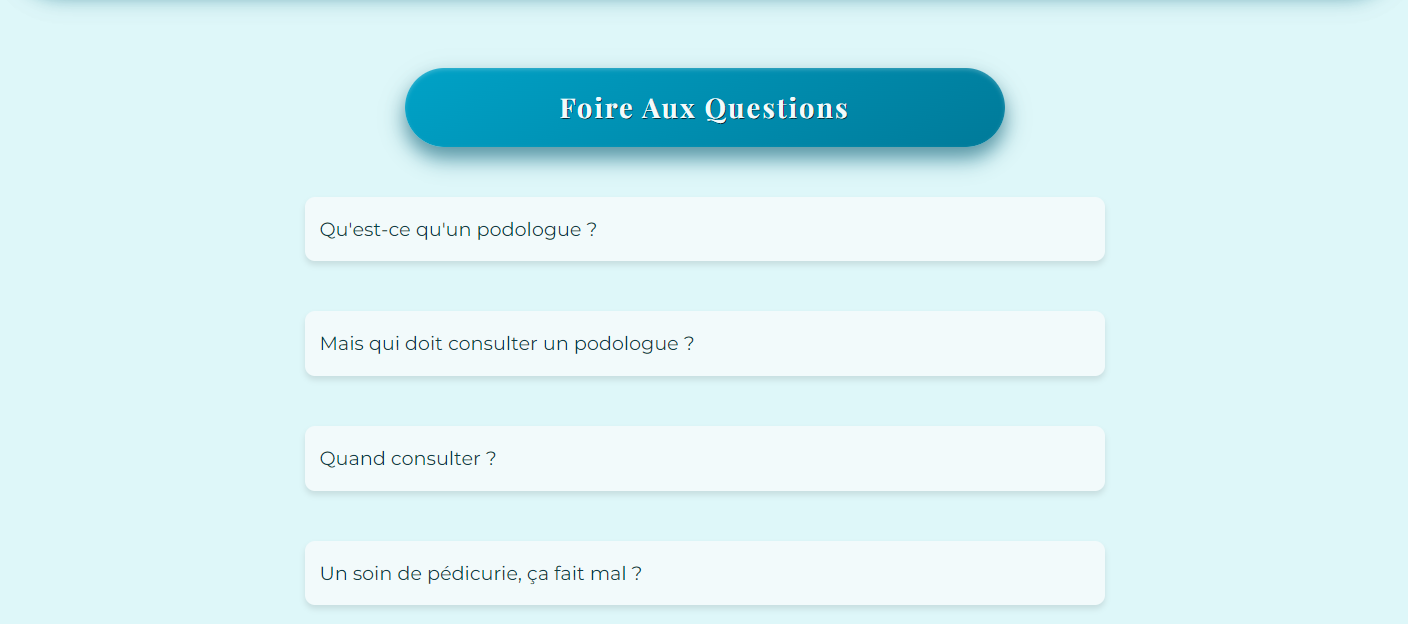 Foire Aux Questions
Qu'est-ce qu'un podologue ?
Mais qui doit consulter un podologue ?
Quand consulter ?
Un soin de pédicurie, ça fait mal ?